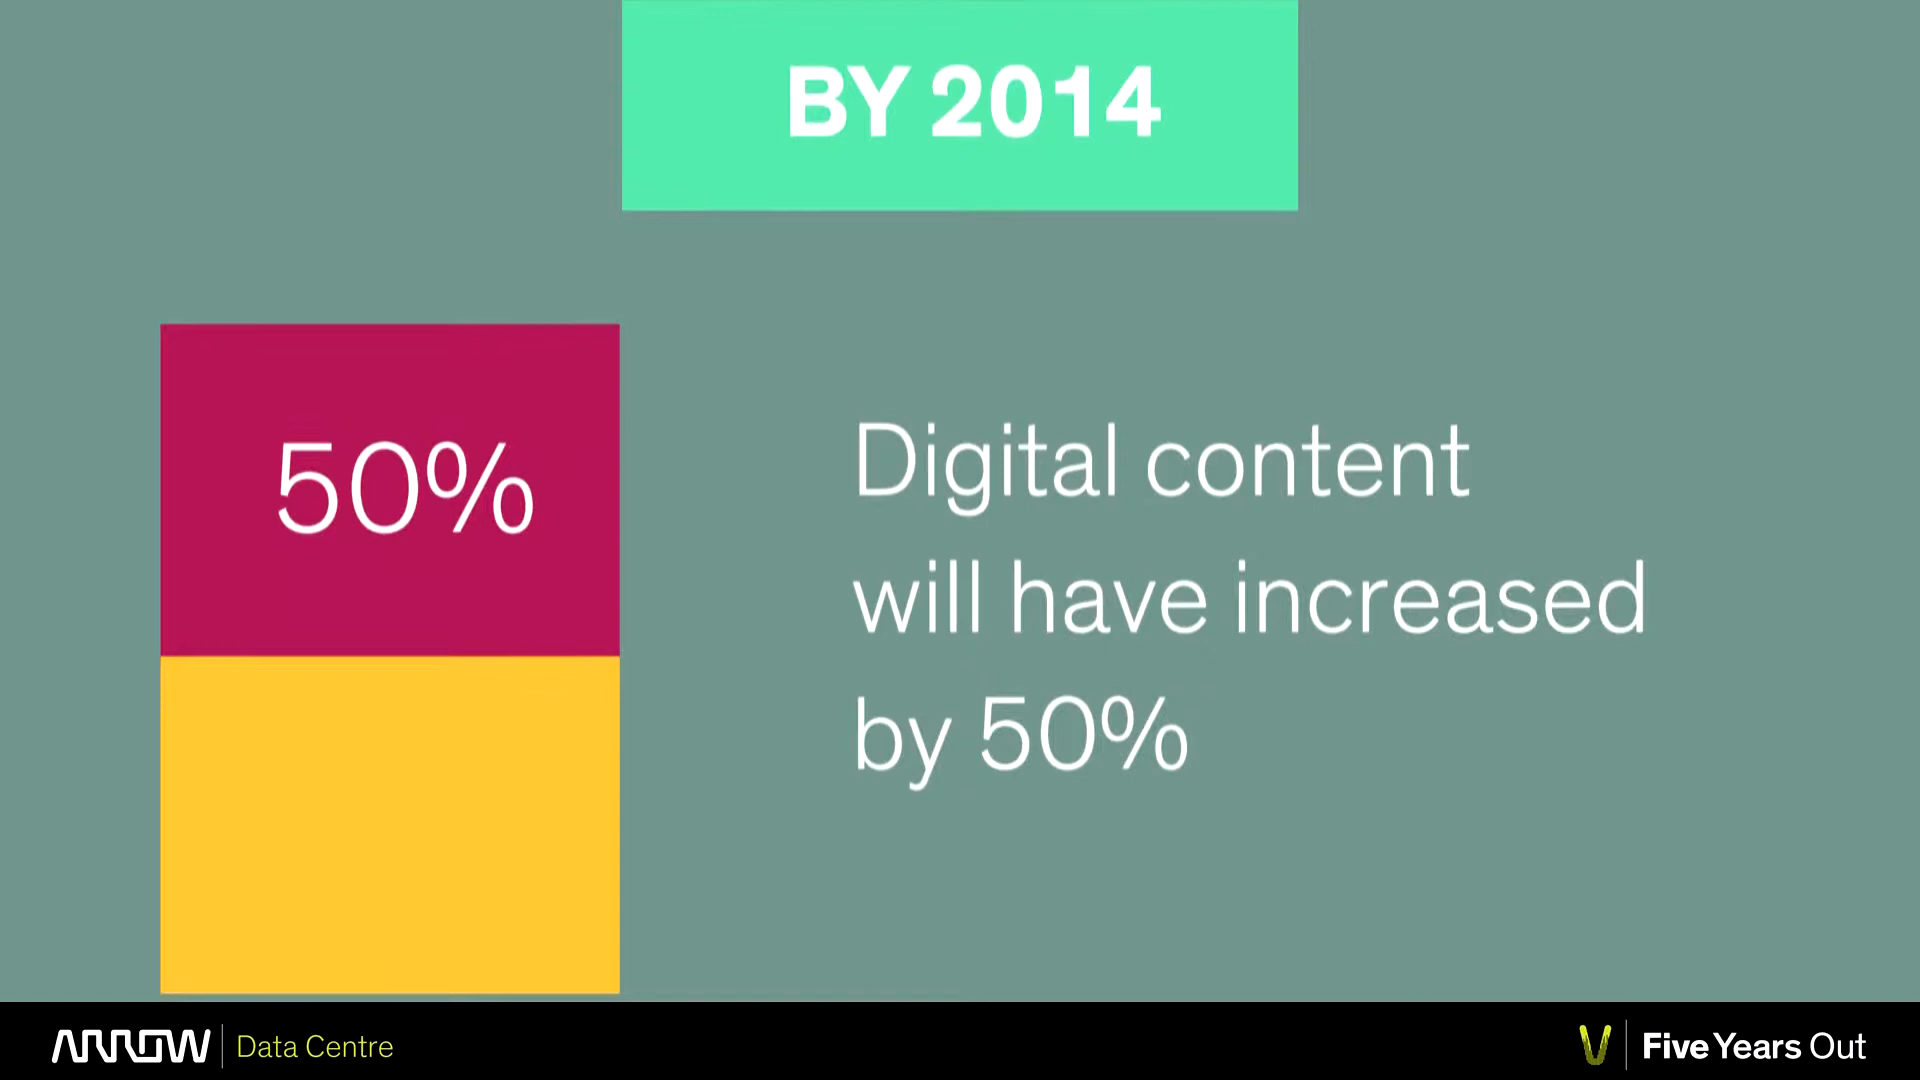 BY 2014
50%
Digital content
will have increased
by 50%
ARROW Data Centre
Five Years Out